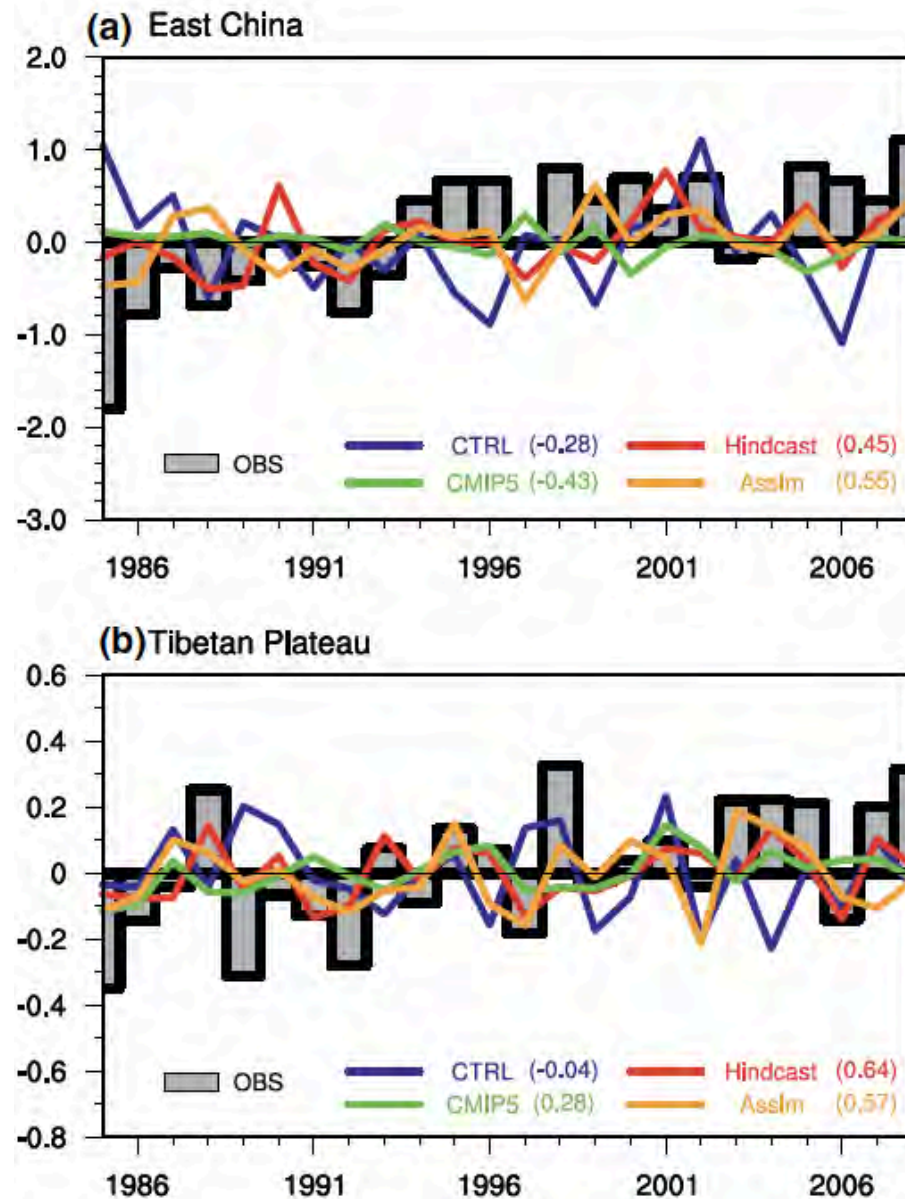 (a) East China
2.0
1.0
0.0
-1.0
-2.0
-3.0
OBS
CTRL (-0.28)
Hindcast (0.45)
CMIP5 (-0.43)
Asslm (0.55)
1986 1991 1996 2001 2006
(b) Tibetan Plateau
0.6
0.4
0.2
0
-0.2
-0.4
-0.6
-0.8
OBS
CTRL (-0.04)
Hindcast (0.64)
CMIP5 (0.28)
Asslm (0.57)
1986 1991 1996 2001 2006